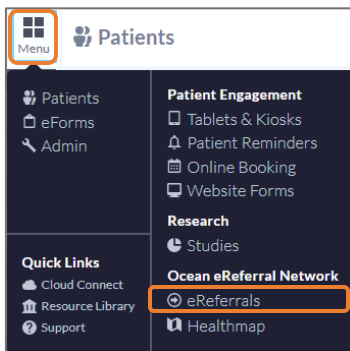 Menu
Patients
Patients
eForms
Admin
Quick Links
Cloud Connect
Resource Library
Support
Patient Engagement
Tablets & Kiosks
Patient Reminders
Online Booking
Website Forms
Research
Studies
Ocean eReferral Network
eReferrals
Healthmap